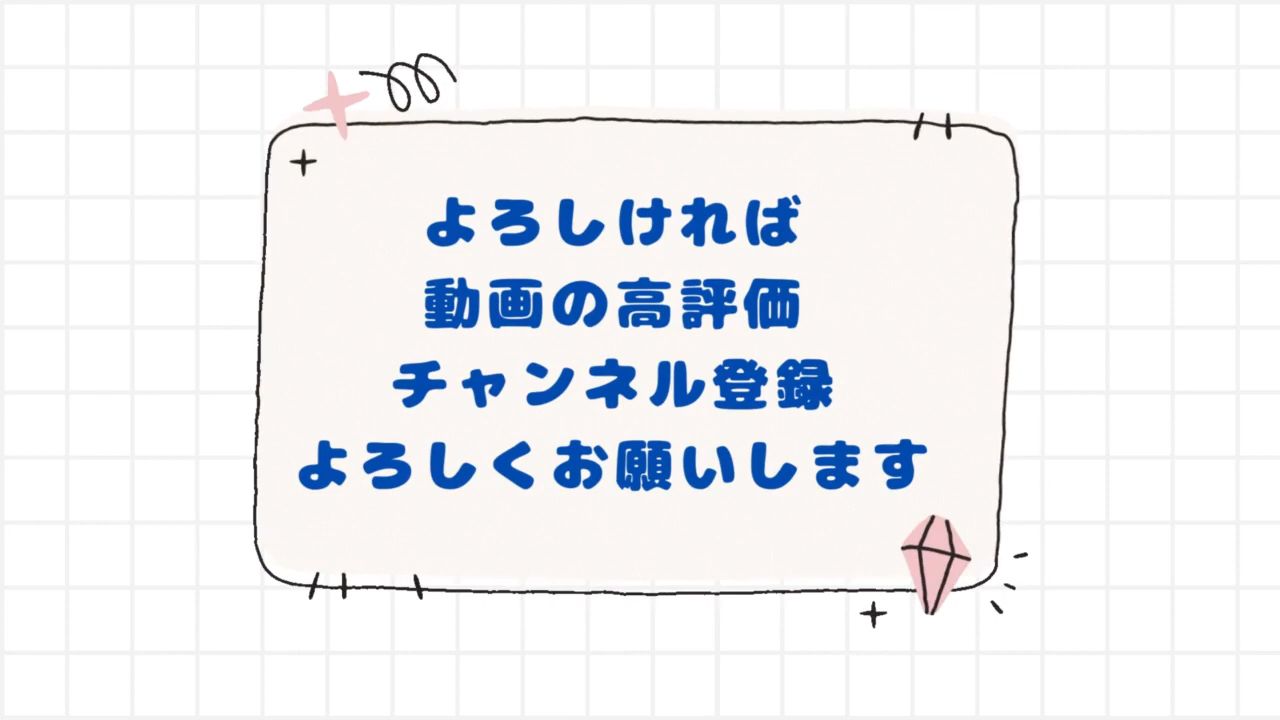 よろしければ
動画の高評価
チャンネル登録
よろしくお願いします